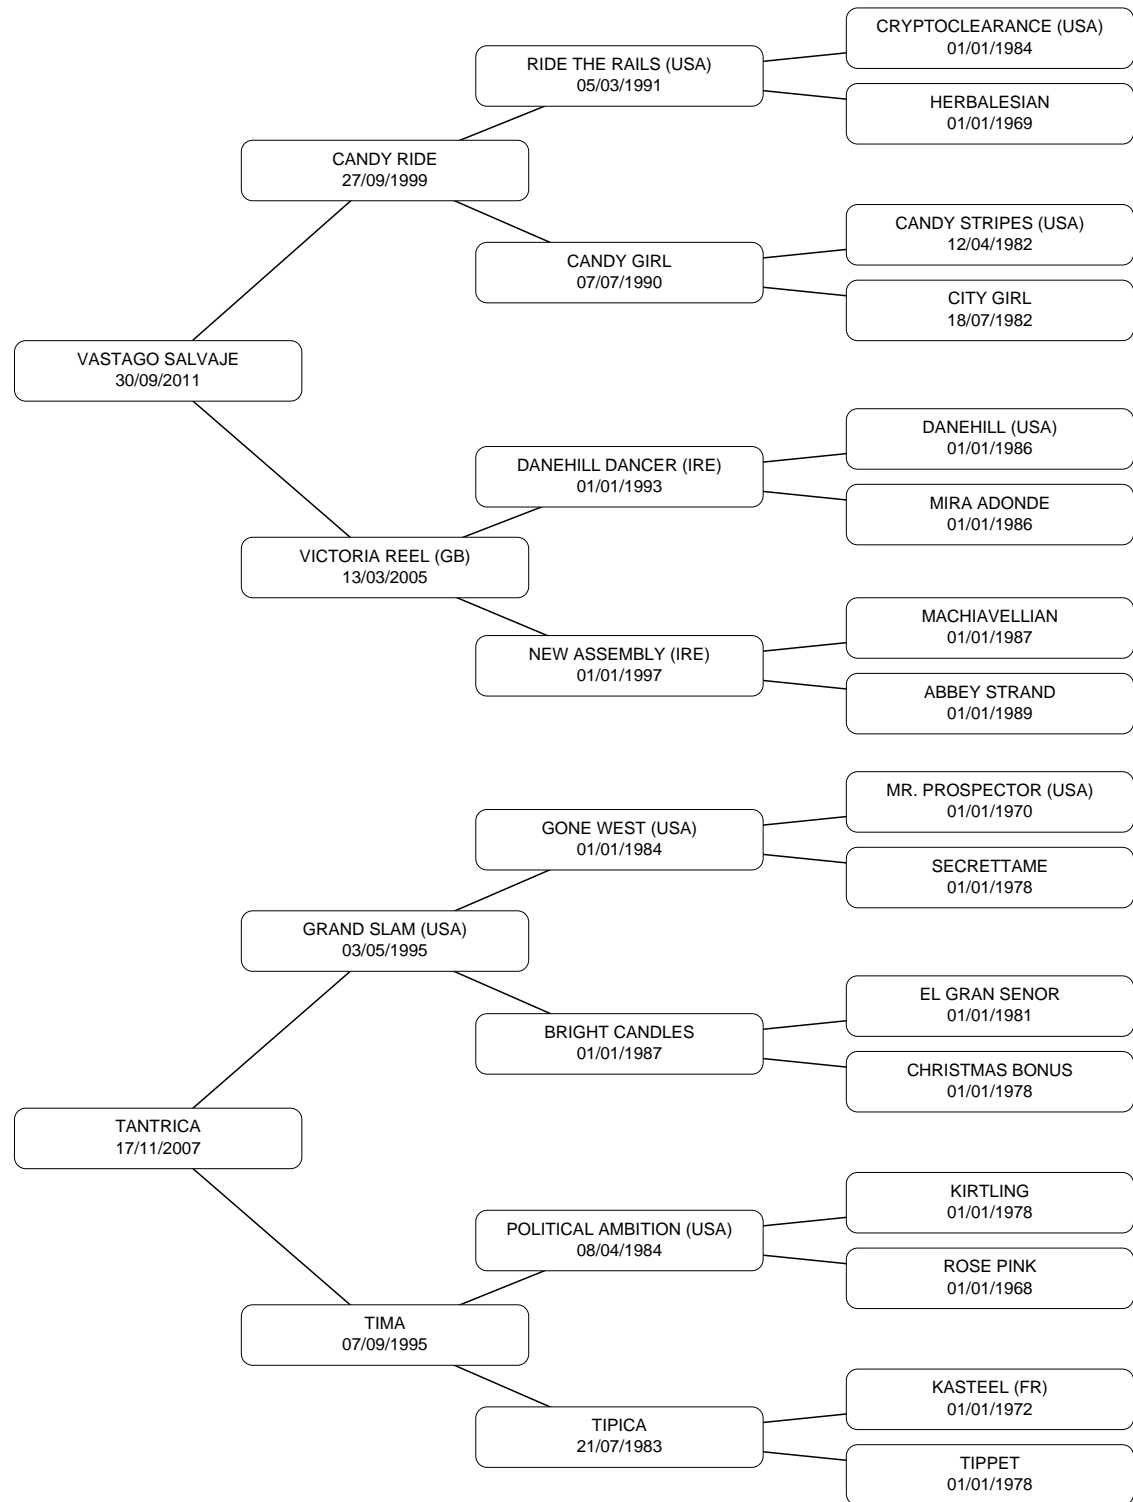 CRYPTOCLEARANCE (USA)
01/01/1984
RIDE THE RAILS (USA)
05/03/1991
HERBALESIAN
01/01/1969
CANDY RIDE
27/09/1999
CANDY STRIPES (USA)
12/04/1982
CANDY GIRL
07/07/1990
CITY GIRL
18/07/1982
VASTAGO SALVAJE
30/09/2011
DANEHILL (USA)
01/01/1986
DANEHILL DANCER (IRE)
01/01/1993
MIRA ADONDE
01/01/1986
VICTORIA REEL (GB)
13/03/2005
MACHIAVELLIAN
01/01/1987
NEW ASSEMBLY (IRE)
01/01/1997
ABBEY STRAND
01/01/1989
MR. PROSPECTOR (USA)
01/01/1970
GONE WEST (USA)
01/01/1984
SECRETTAME
01/01/1978
GRAND SLAM (USA)
03/05/1995
EL GRAN SENOR
01/01/1981
BRIGHT CANDLES
01/01/1987
CHRISTMAS BONUS
01/01/1978
TANTRICA
17/11/2007
KIRTLING
01/01/1978
POLITICAL AMBITION (USA)
08/04/1984
ROSE PINK
01/01/1968
TIMA
07/09/1995
KASTEEL (FR)
01/01/1972
TIPICA
21/07/1983
TIPPET
01/01/1978